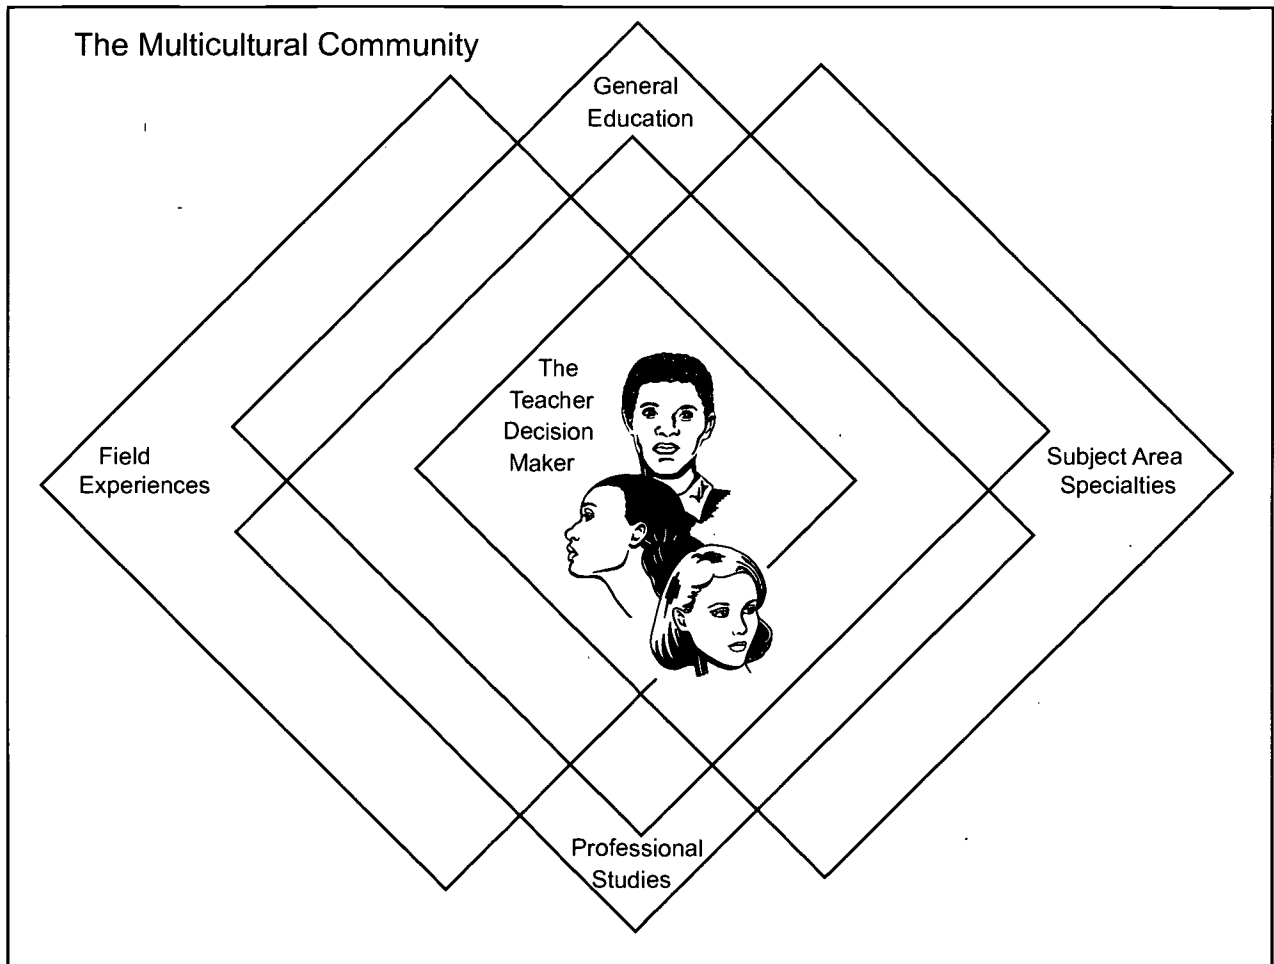 The Multicultural Community
General
Education
The
Teacher
Decision
Maker
Field
Experiences
Subject Area
Specialties
Professional
Studies